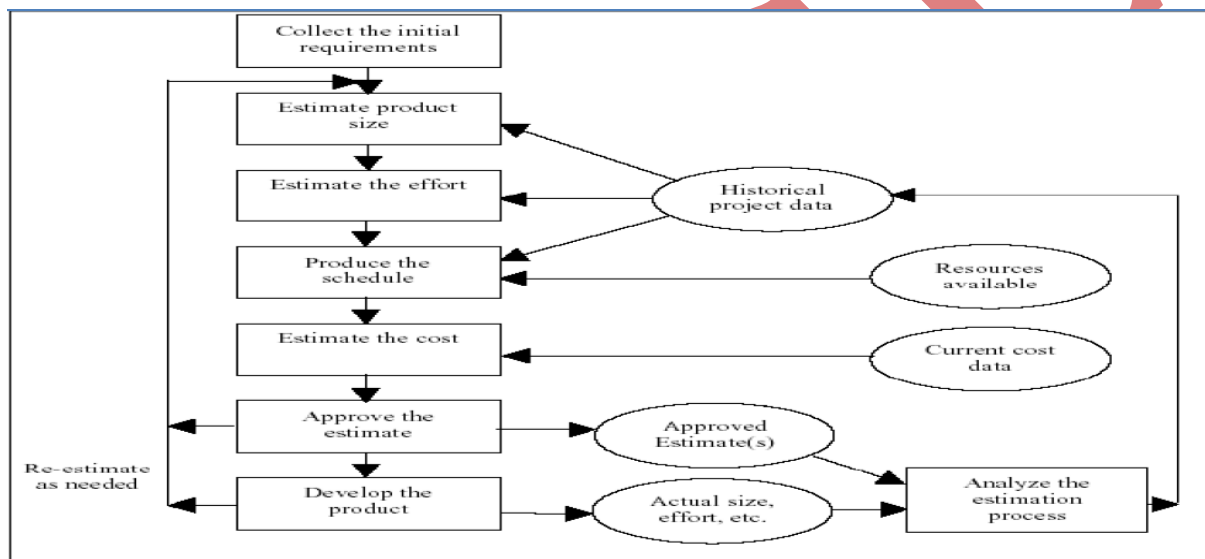 Collect the initial
requirements
Estimate product
size
Estimate the effort
Historical
project data
Produce the
schedule
Resources
available
Estimate the cost
Current cost
data
Approve the
estimate
Approved
Estimate(s)
Re-estimate
as needed
Develop the
product
Actual size,
effort, etc.
Analyze the
estimation
process